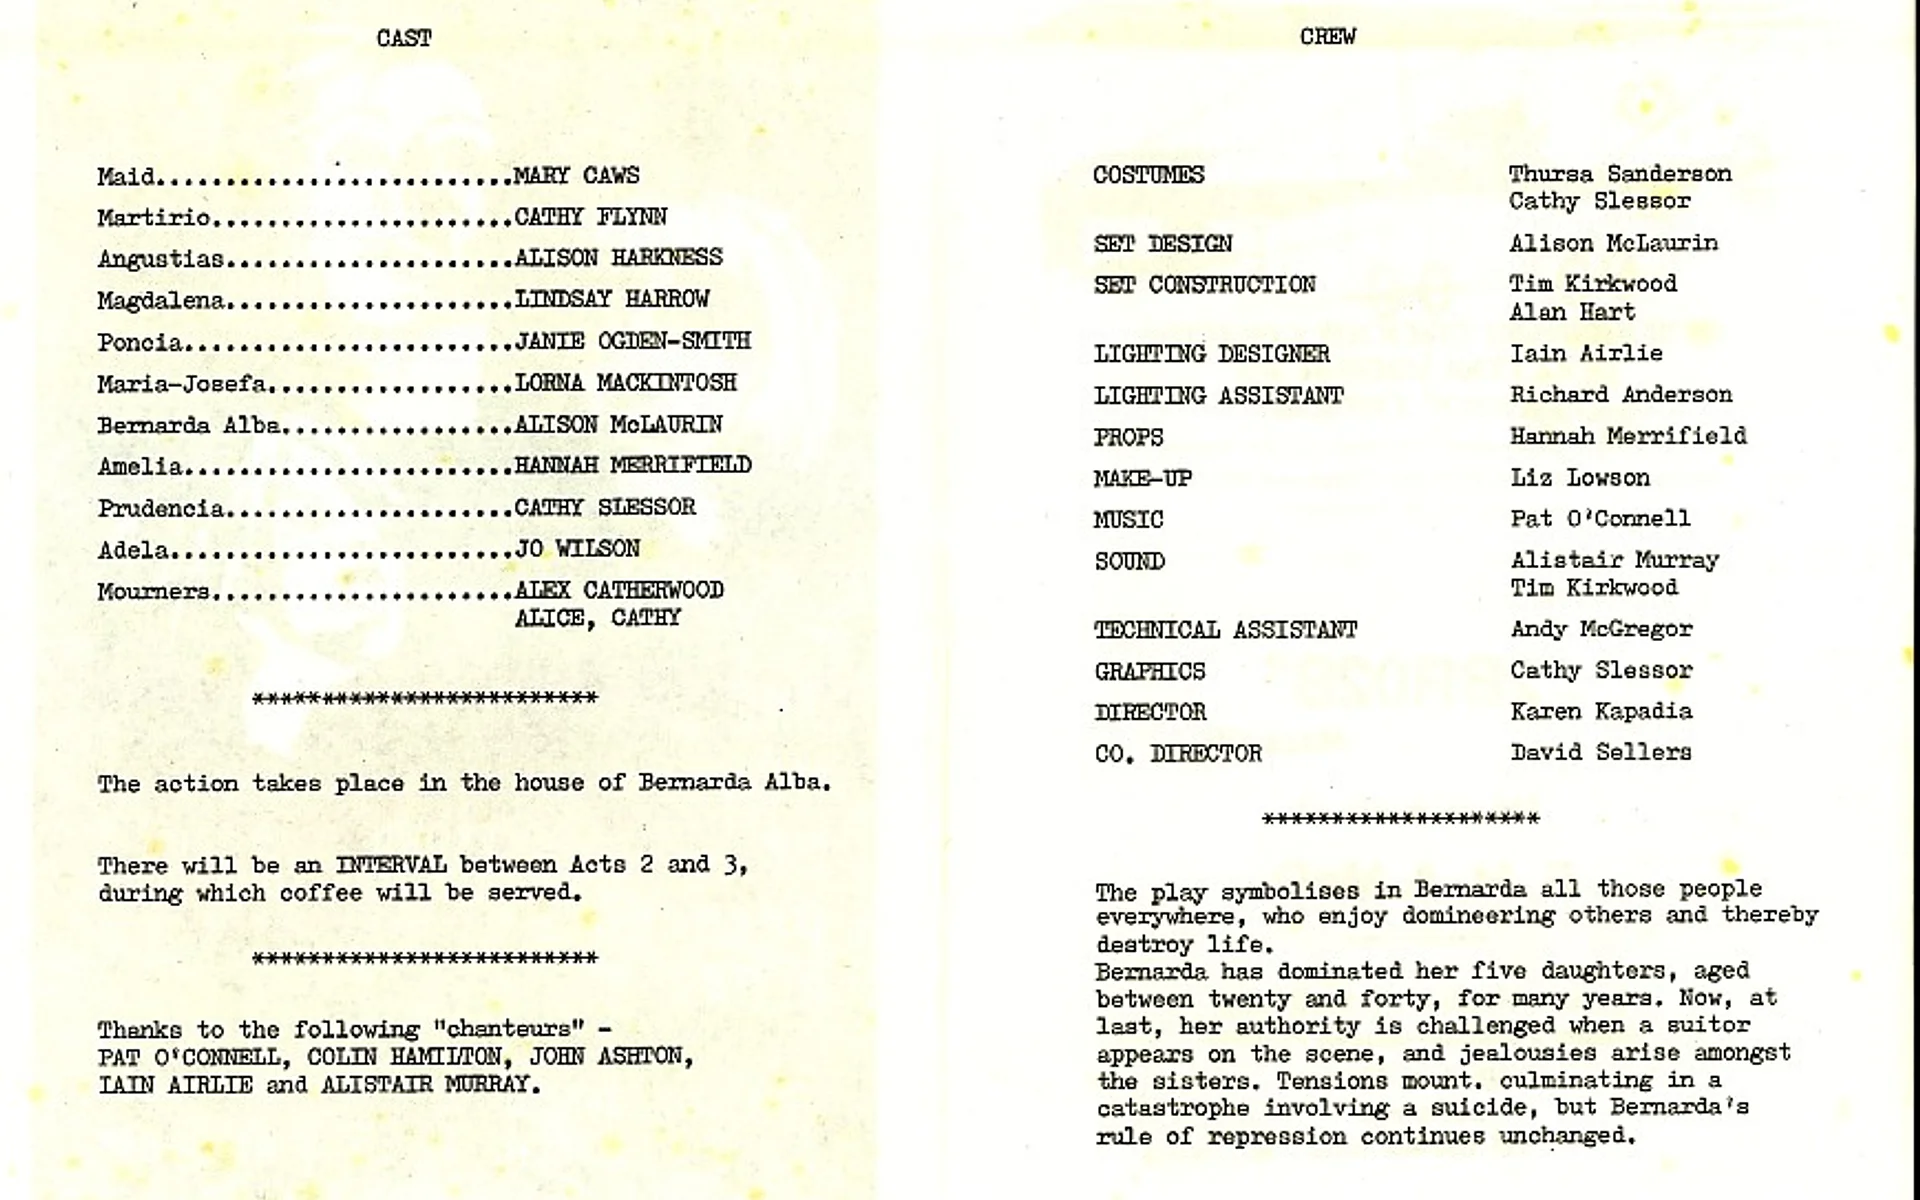 CAST
Maid..........................MARY CAWS
Martirio......................CATHY FLYNN
Angustias.....................ALISON HARKNESS
Magdalena.....................LINDSAY HARROW
Poncia........................JANIE OGDEN-SMITH
Maria-Josefa..................LORNA MACKINTOSH
Bernarda Alba.................ALISON McLAURIN
Amelia........................HANNAH MERRIFIELD
Prudencia.....................CATHY SLESSOR
Adela.........................JO WILSON
Mourners......................ALEX CATHERWOOD
ALICE, CATHY
*************************
The action takes place in the house of Bernarda Alba.
There will be an INTERVAL between Acts 2 and 3,
during which coffee will be served.
*************************
Thanks to the following "chanteurs" -
PAT O'CONNELL, COLIN HAMILTON, JOHN ASHTON,
IAIN AIRLIE and ALISTAIR MURRAY.
CREW
COSTUMES Thursa Sanderson
Cathy Slessor
SET DESIGN Alison McLaurin
SET CONSTRUCTION Tim Kirkwood
Alan Hart
LIGHTING DESIGNER Iain Airlie
LIGHTING ASSISTANT Richard Anderson
PROPS Hannah Merrifield
MAKE-UP Liz Lowson
MUSIC Pat O'Connell
SOUND Alistair Murray
Tim Kirkwood
TECHNICAL ASSISTANT Andy McGregor
GRAPHICS Cathy Slessor
DIRECTOR Karen Kapadia
CO. DIRECTOR David Sellers
********************
The play symbolises in Bernarda all those people
everywhere, who enjoy domineering others and thereby
destroy life.
Bernarda has dominated her five daughters, aged
between twenty and forty, for many years. Now, at
last, her authority is challenged when a suitor
appears on the scene, and jealousies arise amongst
the sisters. Tensions mount. culminating in a
catastrophe involving a suicide, but Bernarda's
rule of repression continues unchanged.